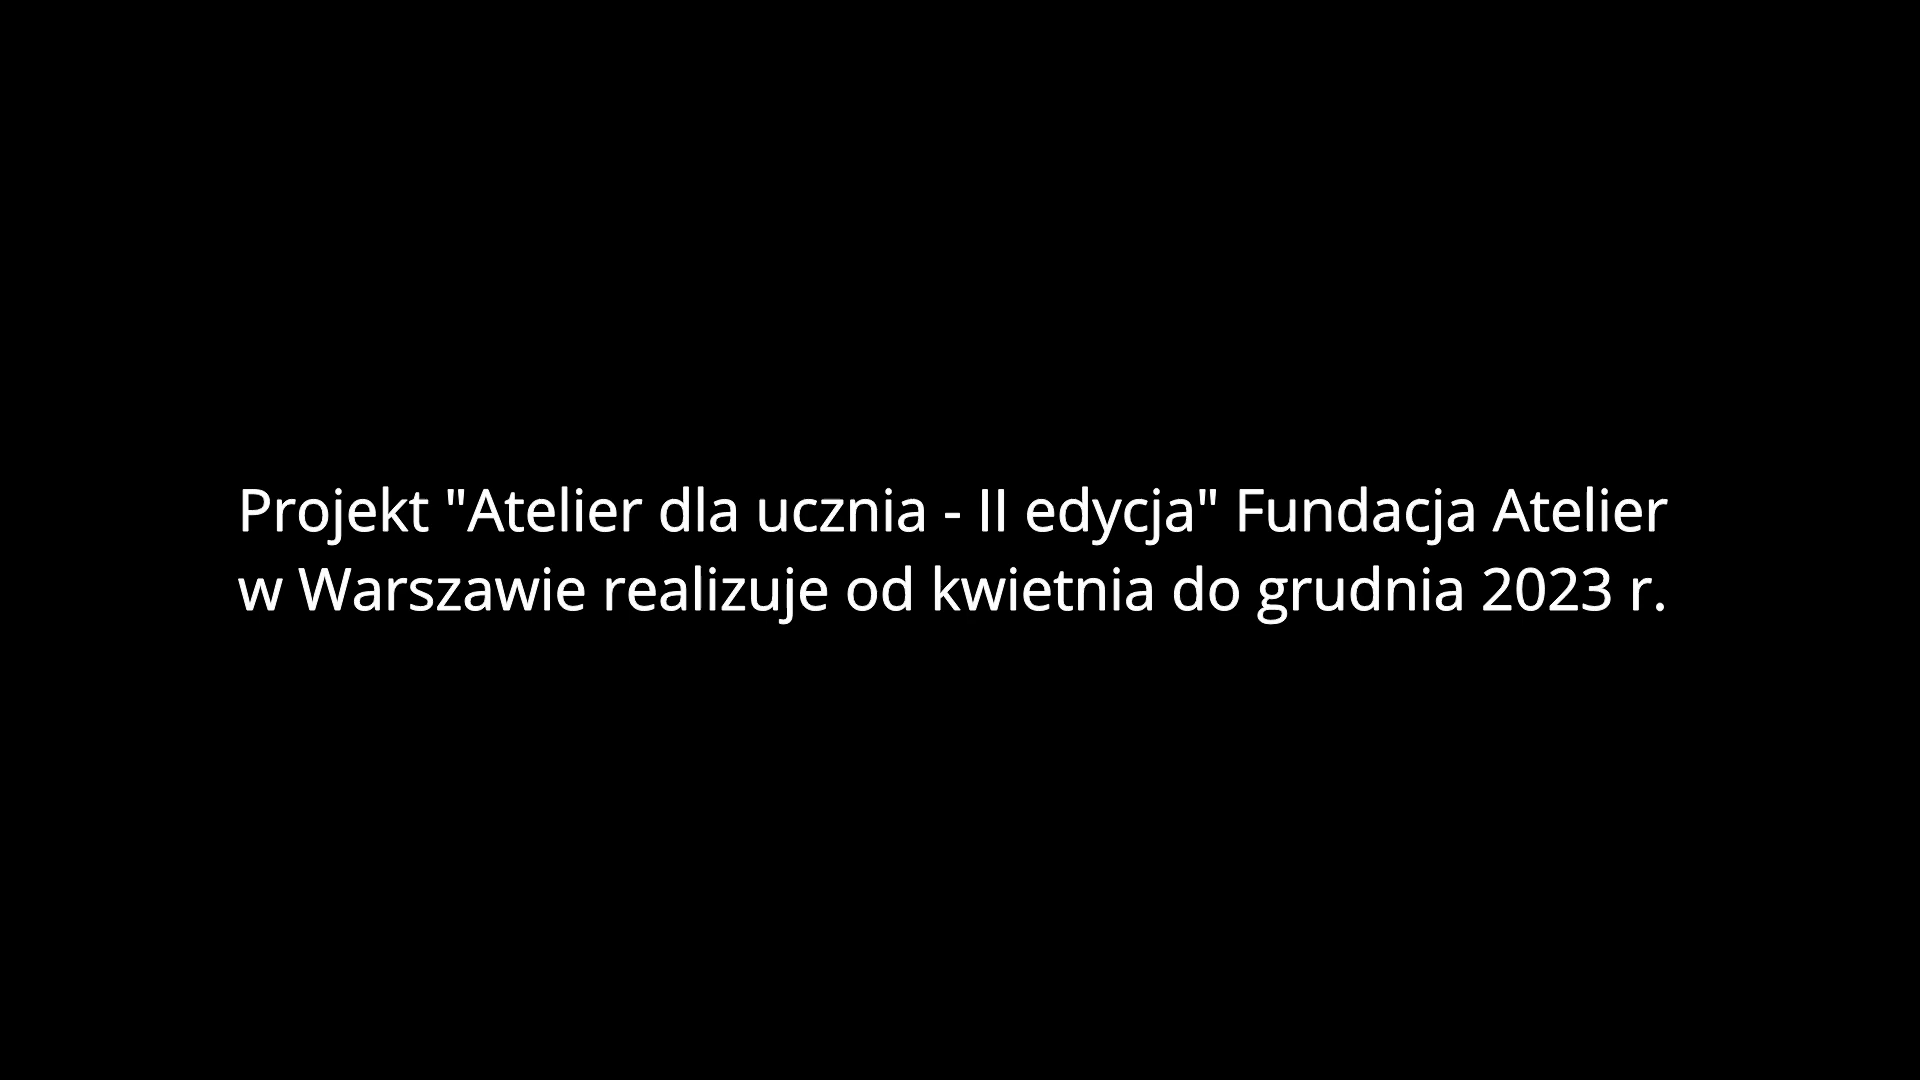 Projekt "Atelier dla ucznia - II edycja" Fundacja Atelier
w Warszawie realizuje od kwietnia do grudnia 2023 r.